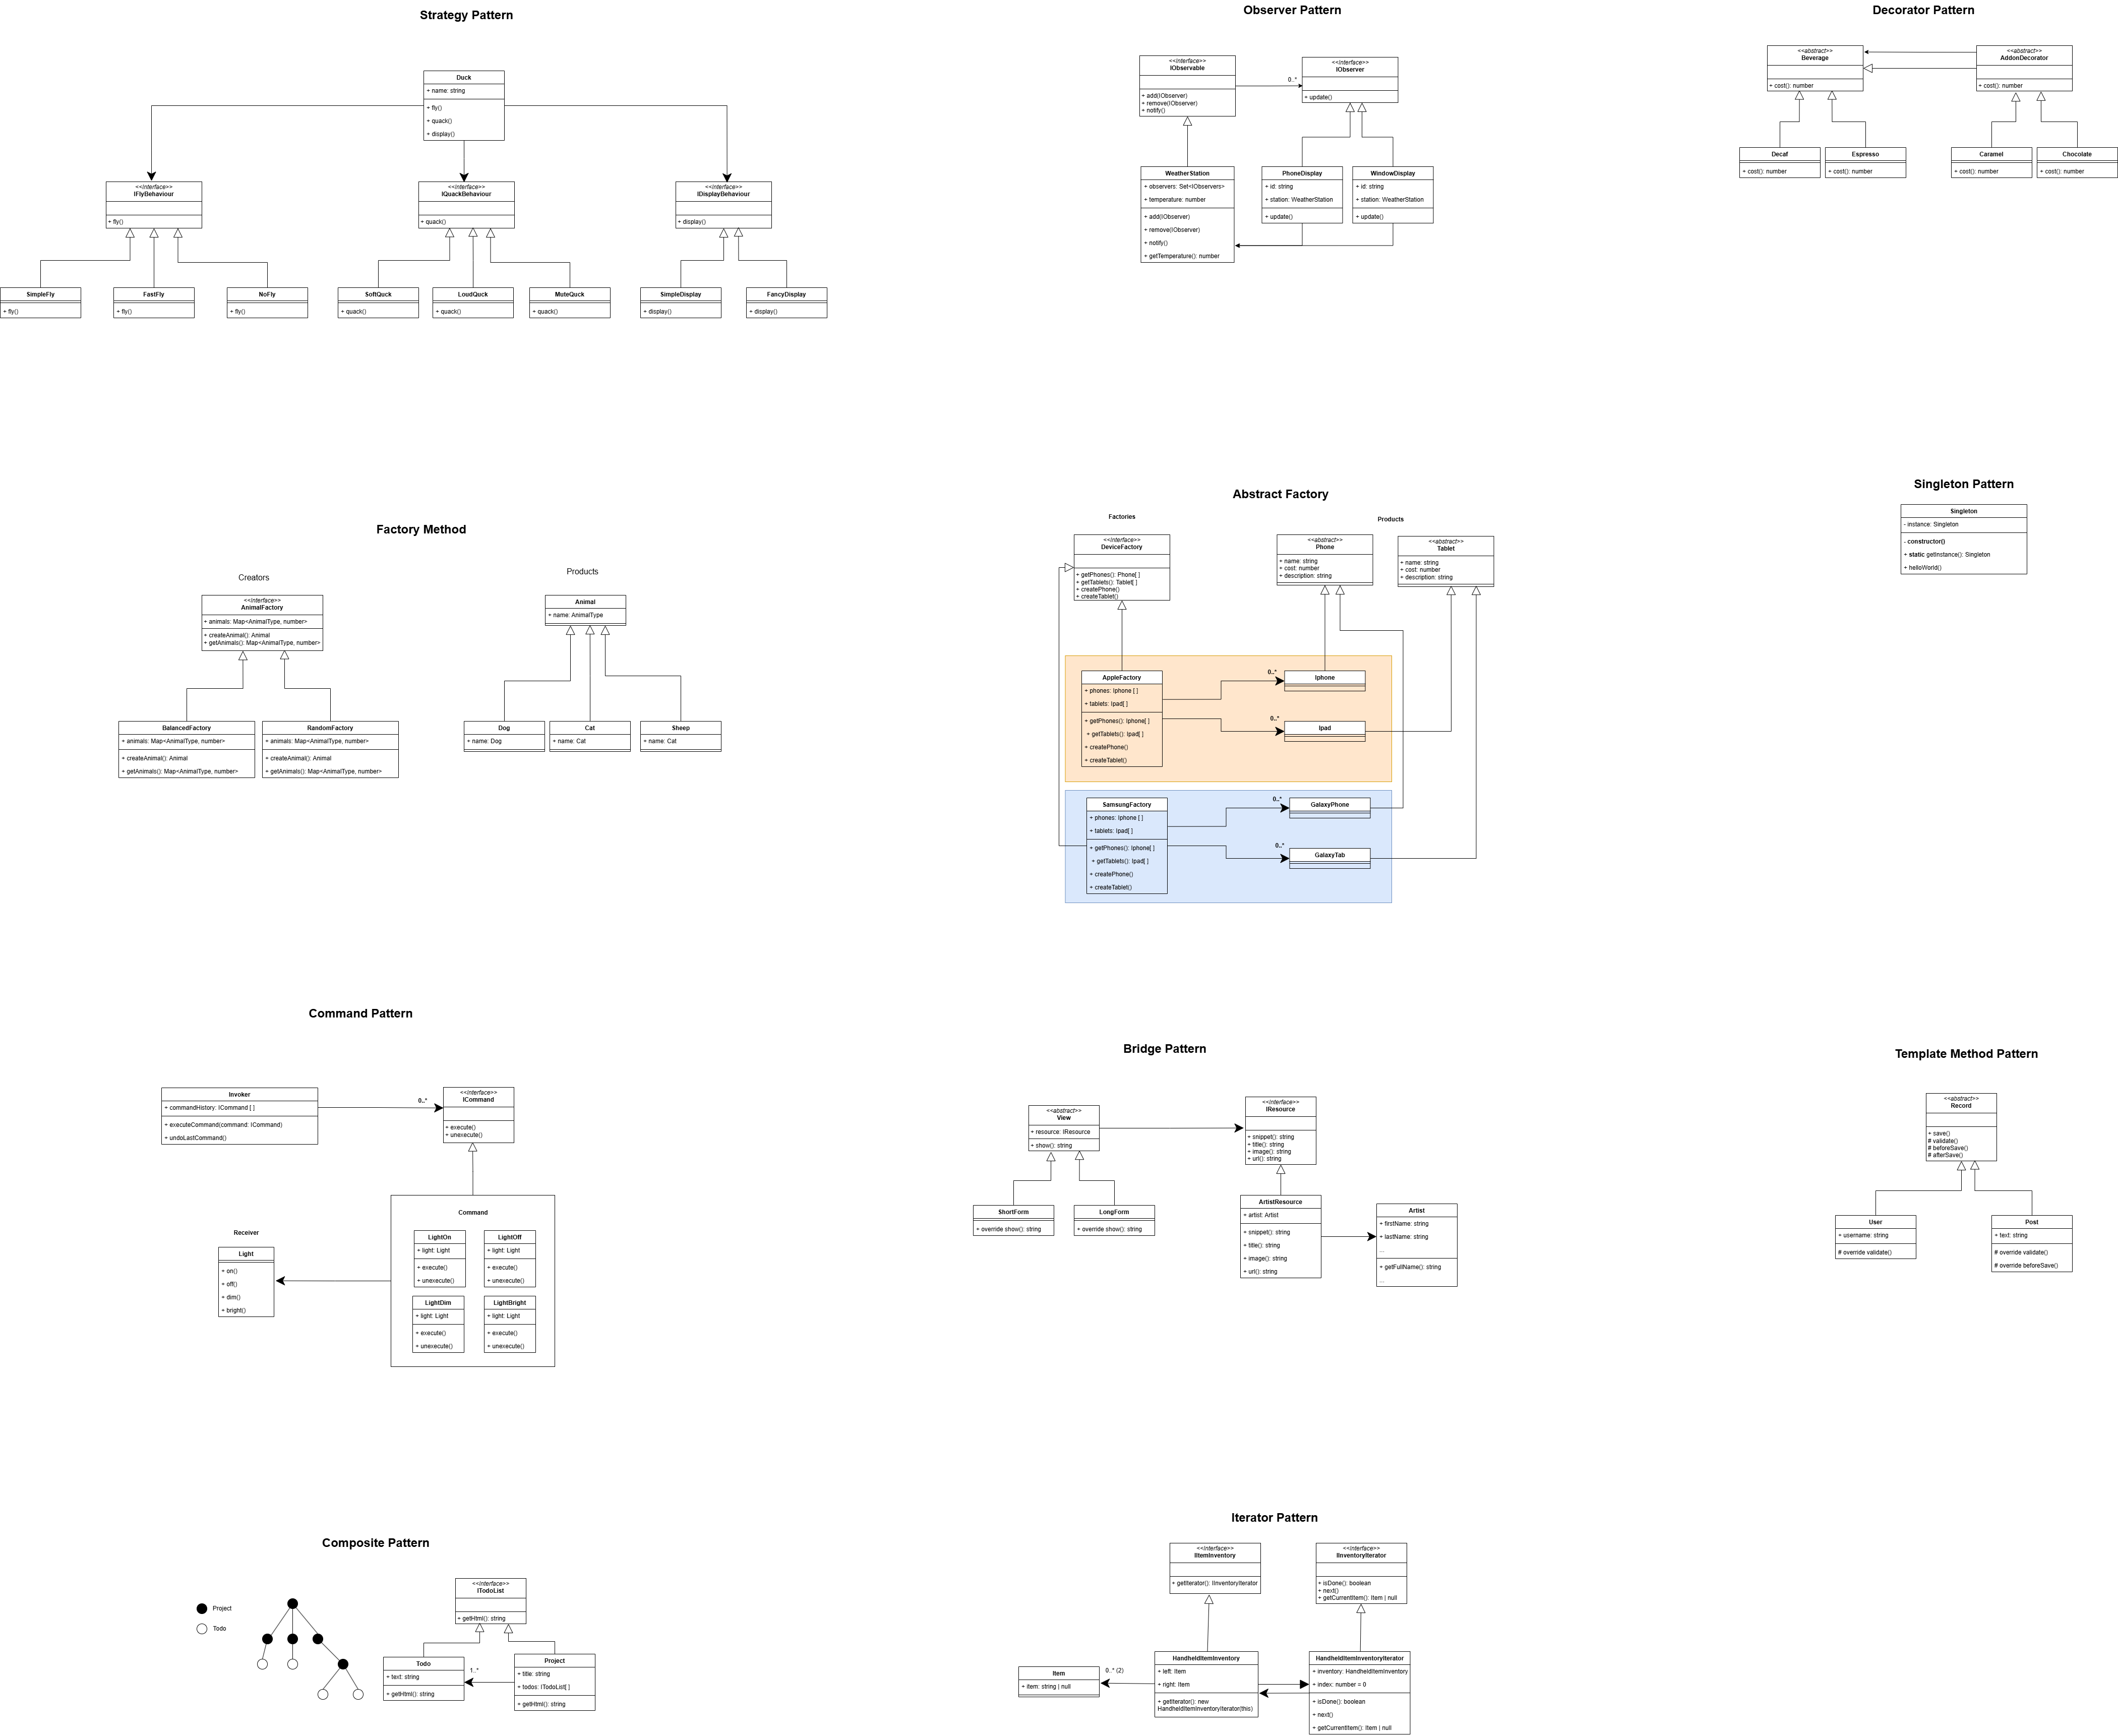 Strategy Pattern
Duck
+ name: string
+ fly()
+ quack()
+ display()
<<interface>>
IFlyBehaviour
+ fly()
<<interface>>
IQuackBehaviour
+ quack()
<<interface>>
IDisplayBehaviour
+ display()
SimpleFly
+ fly()
FastFly
+ fly()
NoFly
+ fly()
SoftQuck
+ quack()
LoudQuck
+ quack()
MuteQuck
+ quack()
SimpleDisplay
+ display()
FancyDisplay
+ display()
Observer Pattern
<<interface>>
IObservable
+ add(IObserver)
+ remove(IObserver)
+ notify()
0..*
<<interface>>
IObserver
+ update()
WeatherStation
+ observers: Set<IObservers>
+ temperature: number
+ add(IObserver)
+ remove(IObserver)
+ notify()
+ getTemperature(): number
PhoneDisplay
+ id: string
+ station: WeatherStation
+ update()
WindowDisplay
+ id: string
+ station: WeatherStation
+ update()
Decorator Pattern
<<abstract>>
Beverage
+ cost(): number
<<abstract>>
AddonDecorator
+ cost(): number
Decaf
+ cost(): number
Espresso
+ cost(): number
Caramel
+ cost(): number
Chocolate
+ cost(): number
Factory Method
Creators
<<interface>>
AnimalFactory
+ animals: Map<AnimalType, number>
+ createAnimal(): Animal
+ getAnimals(): Map<AnimalType, number>
BalancedFactory
+ animals: Map<AnimalType, number>
+ createAnimal(): Animal
+ getAnimals(): Map<AnimalType, number>
RandomFactory
+ animals: Map<AnimalType, number>
+ createAnimal(): Animal
+ getAnimals(): Map<AnimalType, number>
Products
Animal
+ name: AnimalType
Dog
+ name: Dog
Cat
+ name: Cat
Sheep
+ name: Cat
Abstract Factory
Factories
<<interface>>
DeviceFactory
+ getPhones(): Phone[ ]
+ getTablets(): Tablet[ ]
+ createPhone()
+ createTablet()
Products
<<abstract>>
Phone
+ name: string
+ cost: number
+ description: string
<<abstract>>
Tablet
+ name: string
+ cost: number
+ description: string
AppleFactory
+ phones: Iphone [ ]
+ tablets: Ipad[ ]
+ getPhones(): Iphone[ ]
+ getTablets(): Ipad[ ]
+ createPhone()
+ createTablet()
0..*
Iphone
0..*
Ipad
SamsungFactory
+ phones: Iphone [ ]
+ tablets: Ipad[ ]
+ getPhones(): Iphone[ ]
+ getTablets(): Ipad[ ]
+ createPhone()
+ createTablet()
0..*
GalaxyPhone
0..*
GalaxyTab
Singleton Pattern
Singleton
- instance: Singleton
- constructor()
+ static getInstance(): Singleton
+ helloWorld()
Command Pattern
Invoker
+ commandHistory: ICommand [ ]
+ executeCommand(command: ICommand)
+ undoLastCommand()
0..*
<<interface>>
ICommand
+ execute()
+ unexecute()
Receiver
Light
+ on()
+ off()
+ dim()
+ bright()
Command
LightOn
+ light: Light
+ execute()
+ unexecute()
LightOff
+ light: Light
+ execute()
+ unexecute()
LightDim
+ light: Light
+ execute()
+ unexecute()
LightBright
+ light: Light
+ execute()
+ unexecute()
Bridge Pattern
<<abstract>>
View
+ resource: IResource
+ show(): string
<<interface>>
IResource
+ snippet(): string
+ title(): string
+ image(): string
+ url(): string
ShortForm
+ override show(): string
LongForm
+ override show(): string
ArtistResource
+ artist: Artist
+ snippet(): string
+ title(): string
+ image(): string
+ url(): string
Artist
+ firstName: string
+ lastName: string
...
+ getFullName(): string
...
Template Method Pattern
<<abstract>>
Record
+ save()
# validate()
# beforeSave()
# afterSave()
User
+ username: string
# override validate()
Post
+ text: string
# override validate()
# override beforeSave()
Composite Pattern
Project
Todo
<<interface>>
ITodoList
+ getHtml(): string
Todo
+ text: string
+ getHtml(): string
1..*
Project
+ title: string
+ todos: ITodoList[ ]
+ getHtml(): string
Iterator Pattern
<<interface>>
IItemInventory
+ getIterator(): IInventoryIterator
<<interface>>
IInventoryIterator
+ isDone(): boolean
+ next()
+ getCurrentItem(): Item | null
Item
+ item: string | null
0..* (2)
HandheldItemInventory
+ left: Item
+ right: Item
+ getIterator(): new
HandheldItemInventoryIterator(this)
HandheldItemInventoryIterator
+ inventory: HandheldItemInventory
+ index: number = 0
+ isDone(): boolean
+ next()
+ getCurrentItem(): Item | null